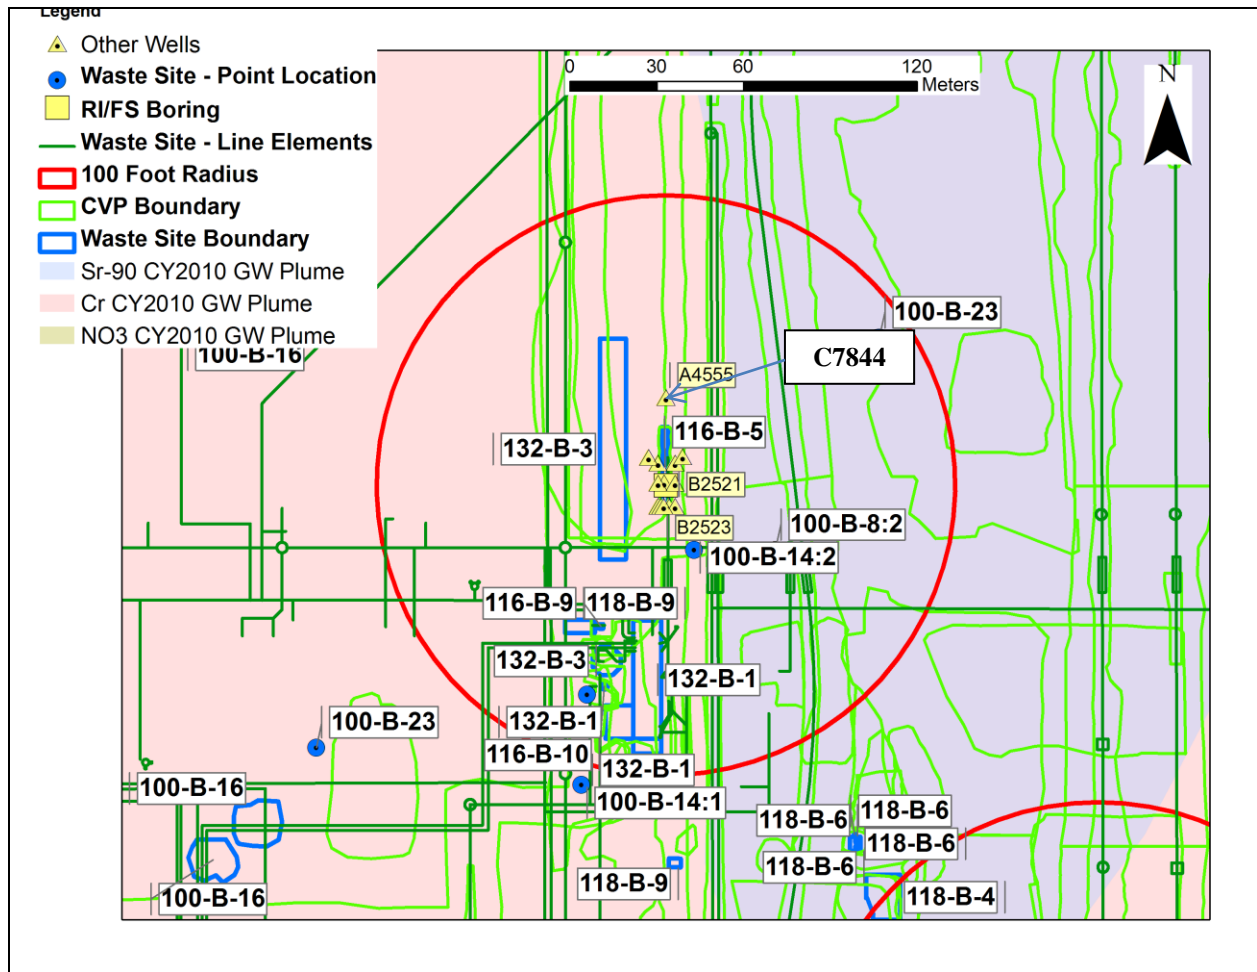 Legend
Other Wells
Waste Site - Point Location
RI/FS Boring
Waste Site - Line Elements
100 Foot Radius
CVP Boundary
Waste Site Boundary
Sr-90 CY2010 GW Plume
Cr CY2010 GW Plume
NO3 CY2010 GW Plume
0 30 60 120
Meters
N
100-B-23
100-B-16
C7844
A4555
116-B-5
132-B-3
B2521
B2523
100-B-8:2
100-B-14:2
116-B-9
118-B-9
132-B-3
132-B-1
132-B-1
100-B-23
116-B-10
132-B-1
100-B-16
100-B-14:1
118-B-6
118-B-6
118-B-6
118-B-6
118-B-9
100-B-16
118-B-4